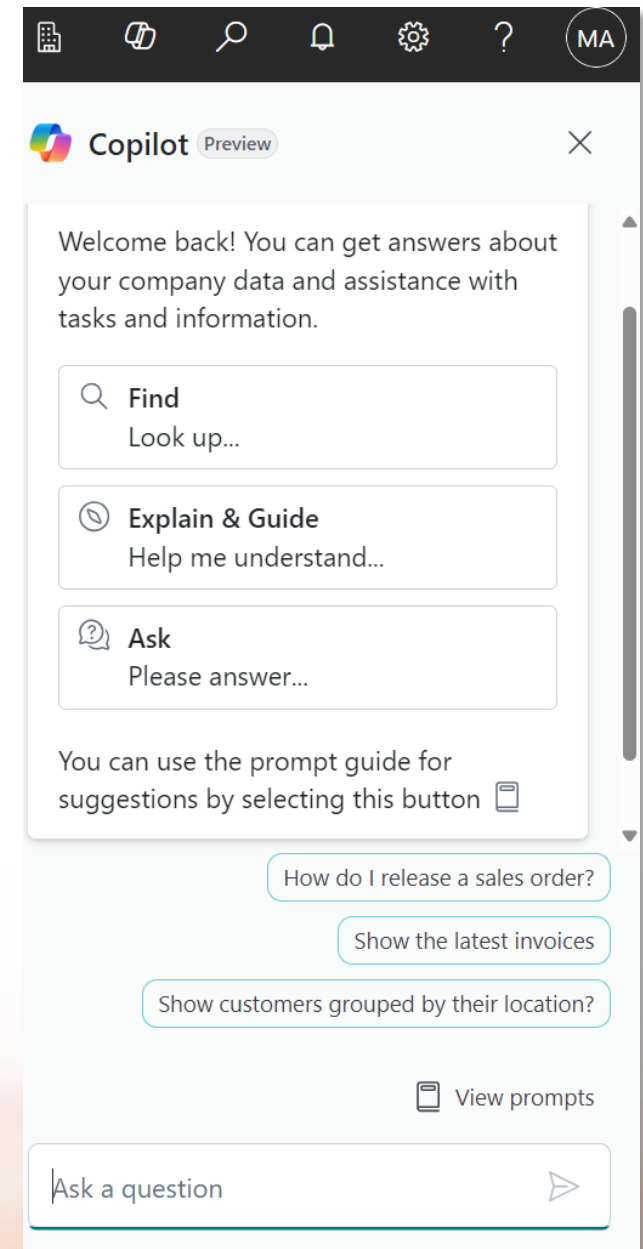 MA
Copilot Preview
Welcome back! You can get answers about
your company data and assistance with
tasks and information.
Find
Look up...
Explain & Guide
Help me understand...
Ask
Please answer...
You can use the prompt guide for
suggestions by selecting this button
How do I release a sales order?
Show the latest invoices
Show customers grouped by their location?
View prompts
Ask a question